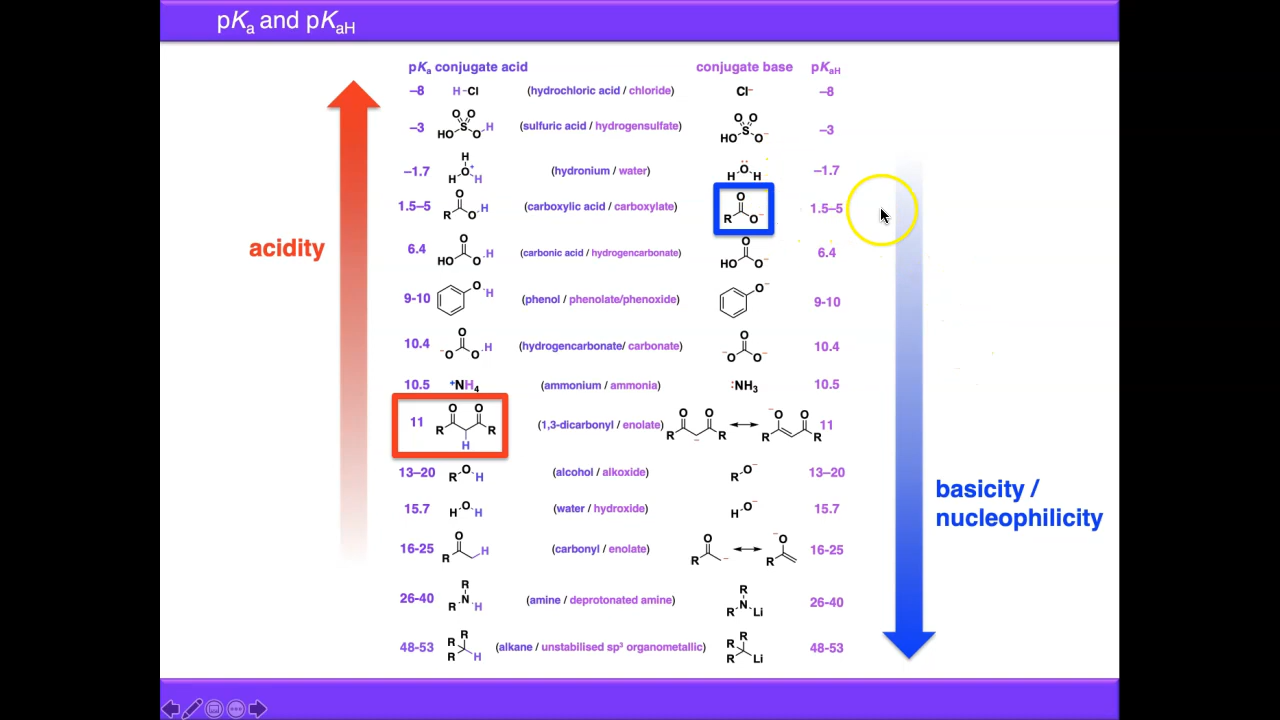 pKa and pKaH
pKa conjugate acid conjugate base pKaH
–8 H–Cl (hydrochloric acid / chloride) Cl– –8
–3 HO S O O O H (sulfuric acid / hydrogensulfate) HO S O O O– –3
–1.7 H H O+ H (hydronium / water) H O H –1.7
1.5–5 R O O H (carboxylic acid / carboxylate) R O O– 1.5–5
acidity
6.4 HO O O H (carbonic acid / hydrogencarbonate) HO O O– 6.4
9-10 O H (phenol / phenolate/phenoxide) O– 9-10
10.4 –O O O H (hydrogencarbonate/ carbonate) –O O O– 10.4
10.5 +NH4 (ammonium / ammonia) :NH3 10.5
11 R O O R H (1,3-dicarbonyl / enolate) R O O R – R –O O R 11
13–20 R O H (alcohol / alkoxide) R O– 13–20
basicity /
nucleophilicity
15.7 H O H (water / hydroxide) H O– 15.7
16-25 R O H (carbonyl / enolate) R O – R –O 16-25
26-40 R R N H (amine / deprotonated amine) R R N Li 26-40
48-53 R R R H (alkane / unstabilised sp³ organometallic) R R R Li 48-53